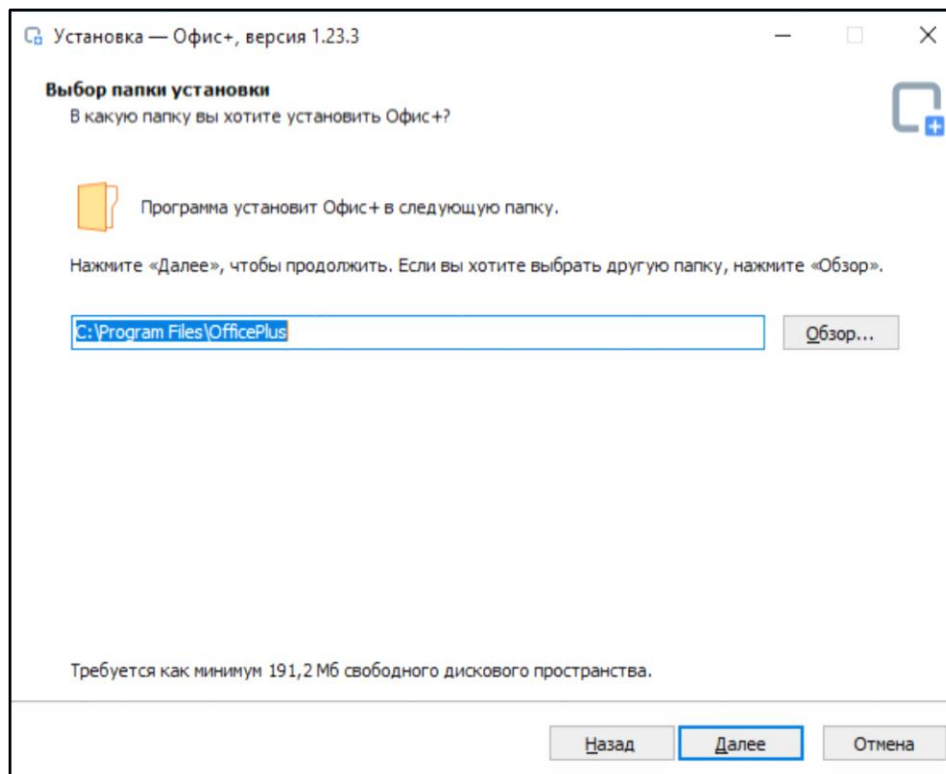 Установка — Офис+, версия 1.23.3
Выбор папки установки
В какую папку вы хотите установить Офис+?
Программа установит Офис+ в следующую папку.
Нажмите «Далее», чтобы продолжить. Если вы хотите выбрать другую папку, нажмите «Обзор».
C:\Program Files\OfficePlus
Обзор...
Требуется как минимум 191,2 Мб свободного дискового пространства.
Назад
Далее
Отмена